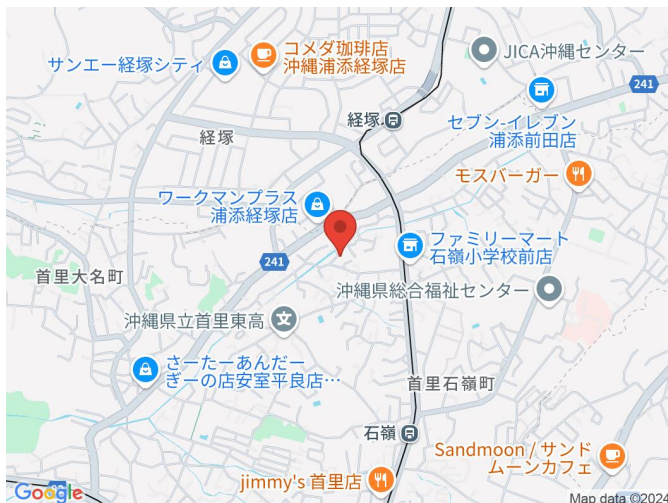 コメダ珈琲店
沖縄浦添経塚店
サンエー経塚シティ
JICA沖縄センター
241
経塚
セブン-イレブン
浦添前田店
経塚
モスバーガー
ワークマンプラス
浦添経塚店
ファミリーマート
石嶺小学校前店
241
首里大名町
沖縄県総合福祉センター
沖縄県立首里東高
文
さーたーあんだー
ぎーの店安室平良店…
首里石嶺町
石嶺
Sandmoon / サンド
ムーンカフェ
jimmy's 首里店
Google
Map data ©2024